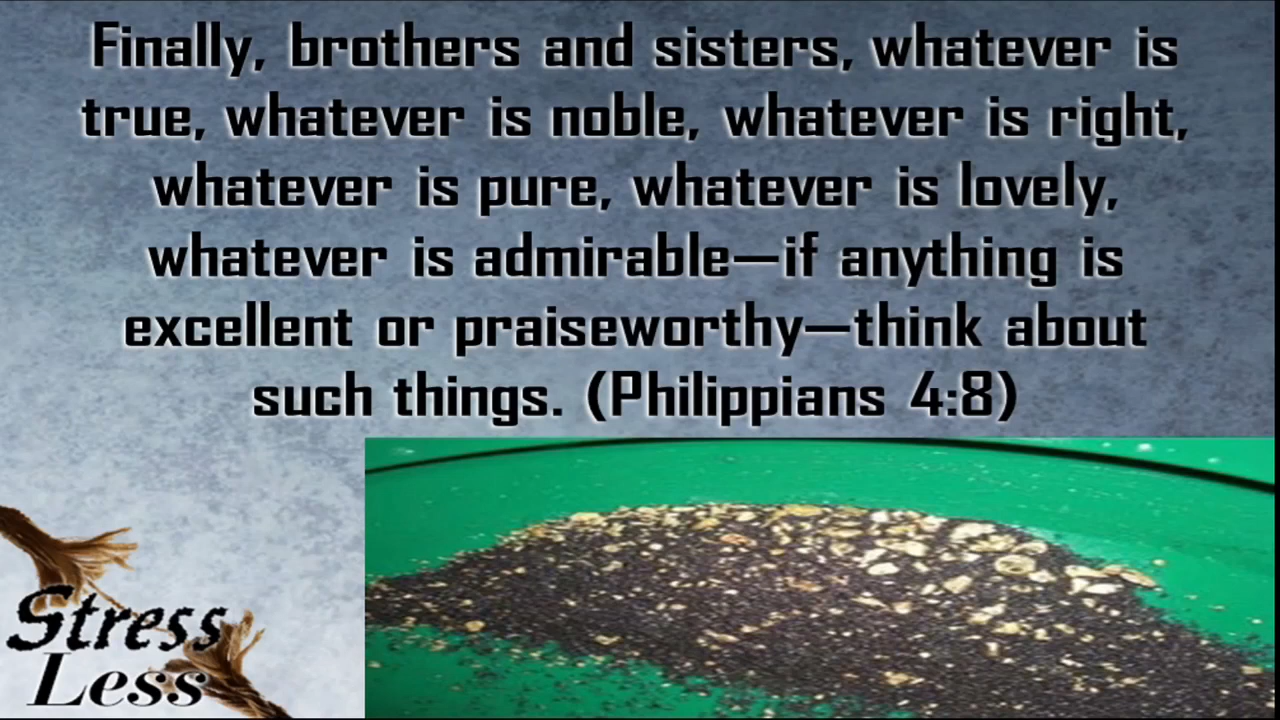 Finally, brothers and sisters, whatever is
true, whatever is noble, whatever is right,
whatever is pure, whatever is lovely,
whatever is admirable—if anything is
excellent or praiseworthy—think about
such things. (Philippians 4:8)
Stress
Less